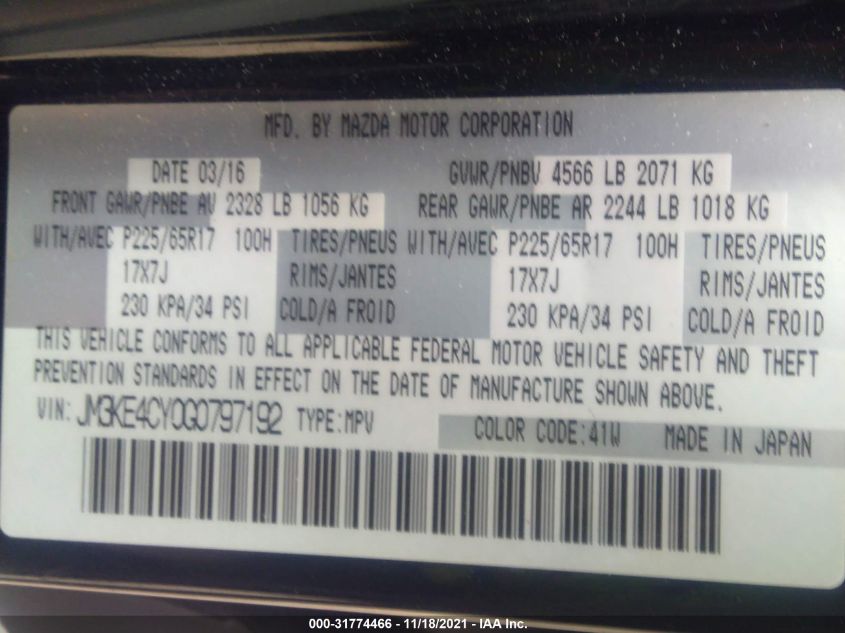 MFD. BY MAZDA MOTOR CORPORATION
DATE 03/16 GVWR/PNBV 4566 LB 2071 KG
FRONT GAWR/PNBE AV 2328 LB 1056 KG REAR GAWR/PNBE AR 2244 LB 1018 KG
WITH/AVEC P225/65R17 100H TIRES/PNEUS WITH/AVEC P225/65R17 100H TIRES/PNEUS
17X7J RIMS/JANTES 17X7J RIMS/JANTES
230 KPA/34 PSI COLD/A FROID 230 KPA/34 PSI COLD/A FROID
THIS VEHICLE CONFORMS TO ALL APPLICABLE FEDERAL MOTOR VEHICLE SAFETY AND THEFT
PREVENTION STANDARDS IN EFFECT ON THE DATE OF MANUFACTURE SHOWN ABOVE.
VIN: JM3KE4CY0G0797192 TYPE:MPV COLOR CODE:41W MADE IN JAPAN
000-31774466 - 11/18/2021 - IAA Inc.